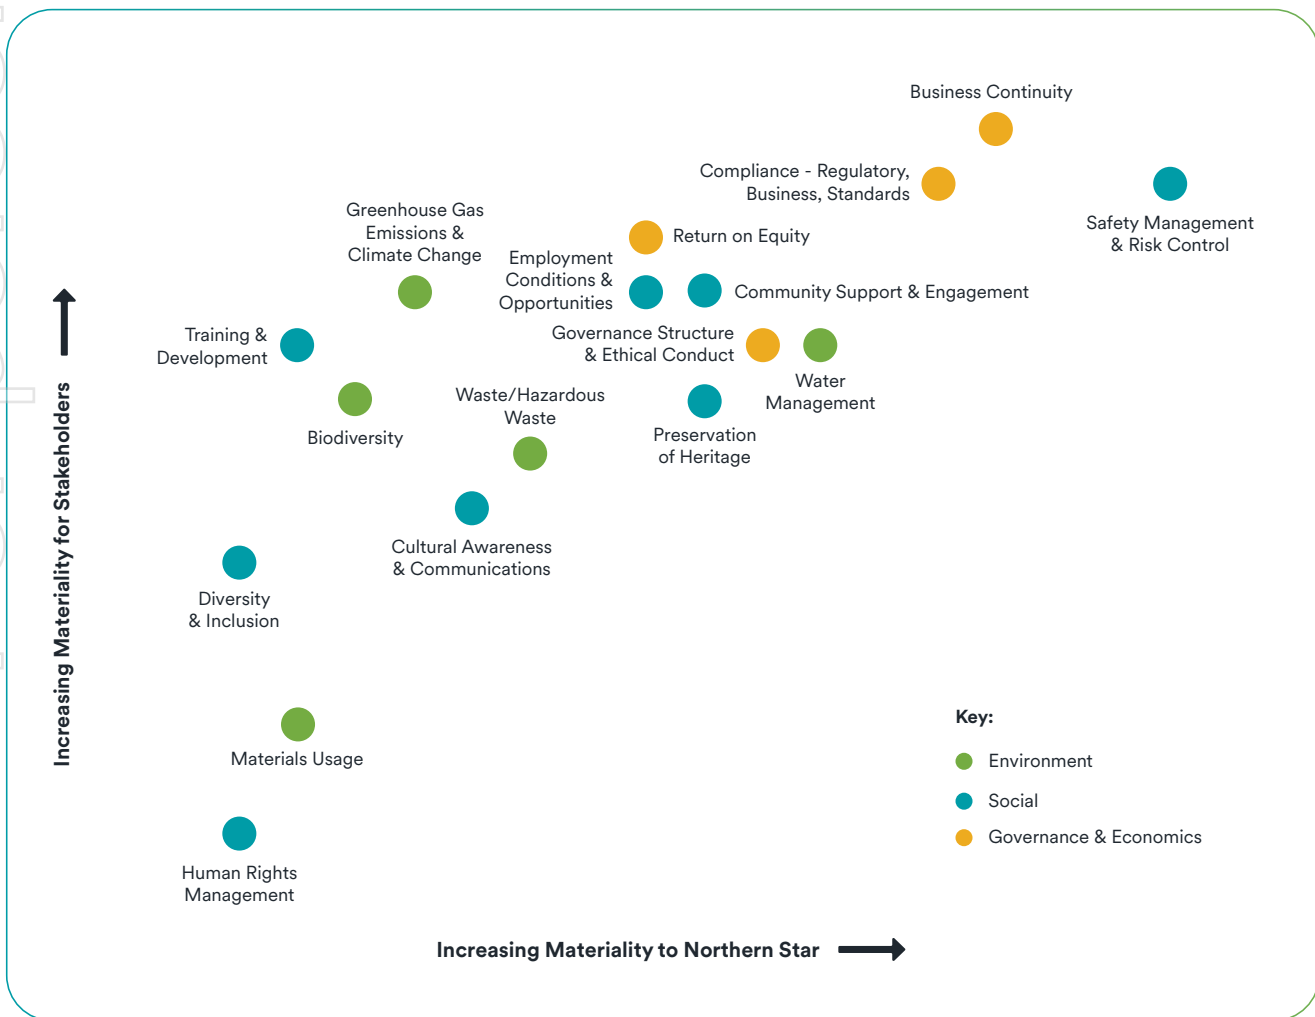 Business Continuity
Compliance - Regulatory,
Business, Standards
Safety Management
& Risk Control
Greenhouse Gas
Emissions &
Climate Change
Return on Equity
Employment
Conditions &
Opportunities
Community Support & Engagement
Training &
Development
Governance Structure
& Ethical Conduct
Water
Management
Biodiversity
Waste/Hazardous
Waste
Preservation
of Heritage
Cultural Awareness
& Communications
Diversity
& Inclusion
Materials Usage
Human Rights
Management
Increasing Materiality for Stakeholders
Key:
Environment
Social
Governance & Economics
Increasing Materiality to Northern Star